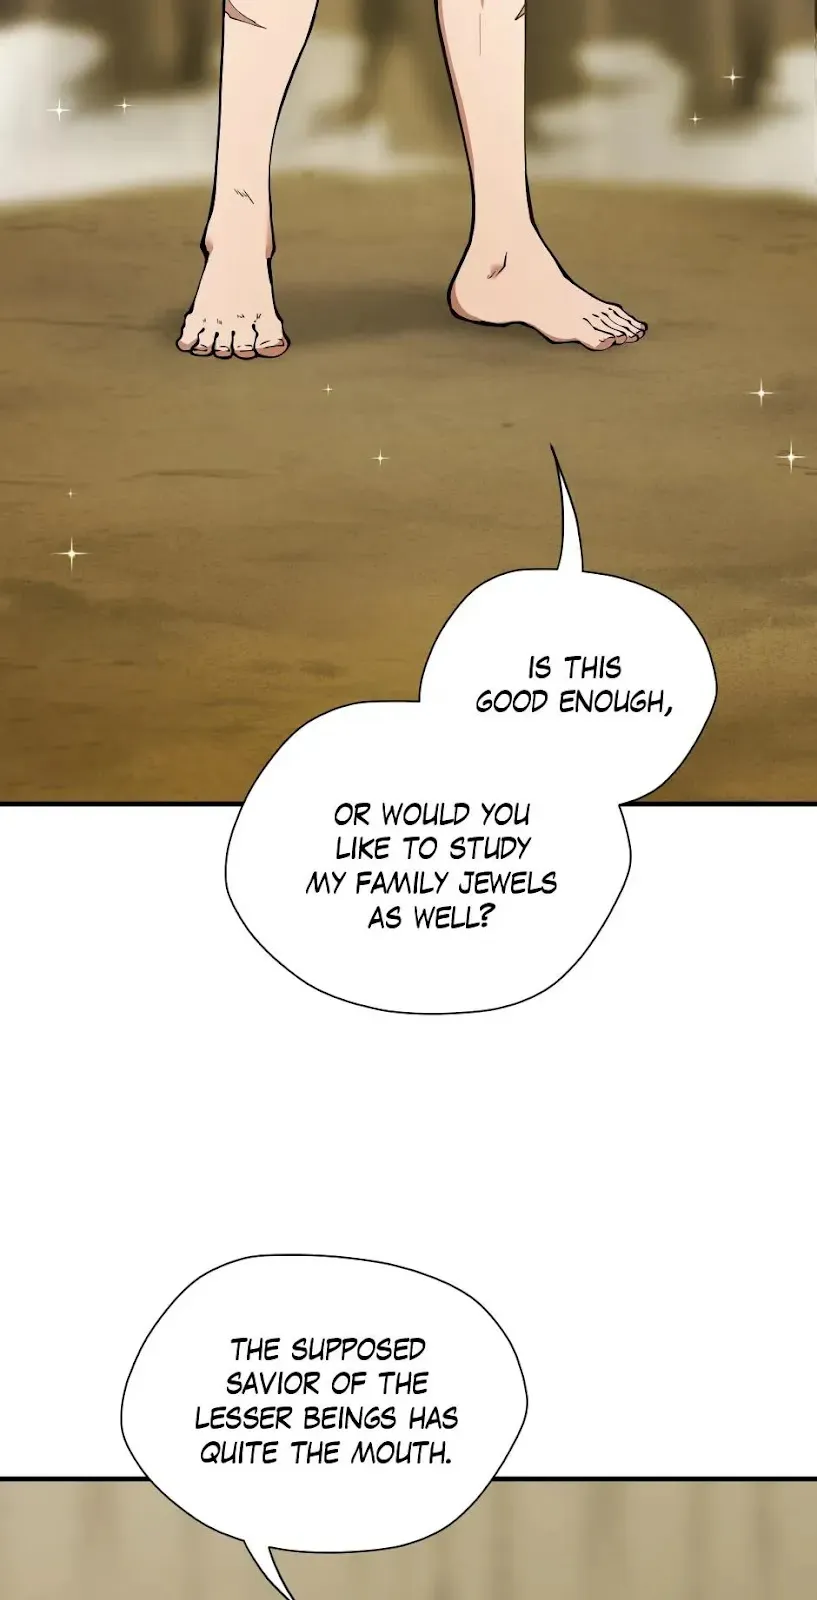 IS THIS
GOOD ENOUGH,
OR WOULD YOU
LIKE TO STUDY
MY FAMILY JEWELS
AS WELL?
THE SUPPOSED
SAVIOR OF THE
LESSER BEINGS HAS
QUITE THE MOUTH.